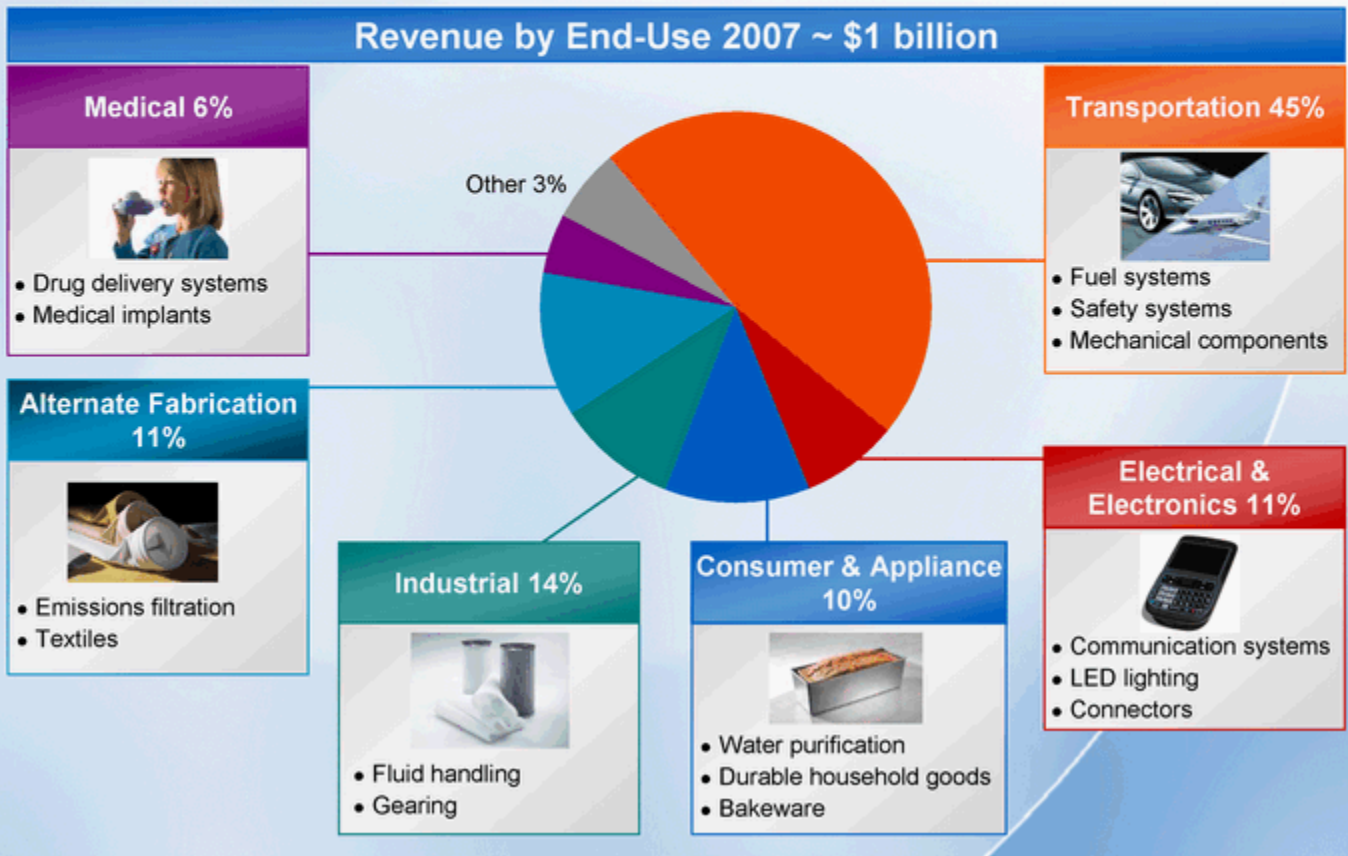 Revenue by End-Use 2007 ~ $1 billion
Medical 6%
• Drug delivery systems
• Medical implants
Other 3%
Transportation 45%
• Fuel systems
• Safety systems
• Mechanical components
Alternate Fabrication
11%
• Emissions filtration
• Textiles
Industrial 14%
• Fluid handling
• Gearing
Consumer & Appliance
10%
• Water purification
• Durable household goods
• Bakeware
Electrical &
Electronics 11%
• Communication systems
• LED lighting
• Connectors